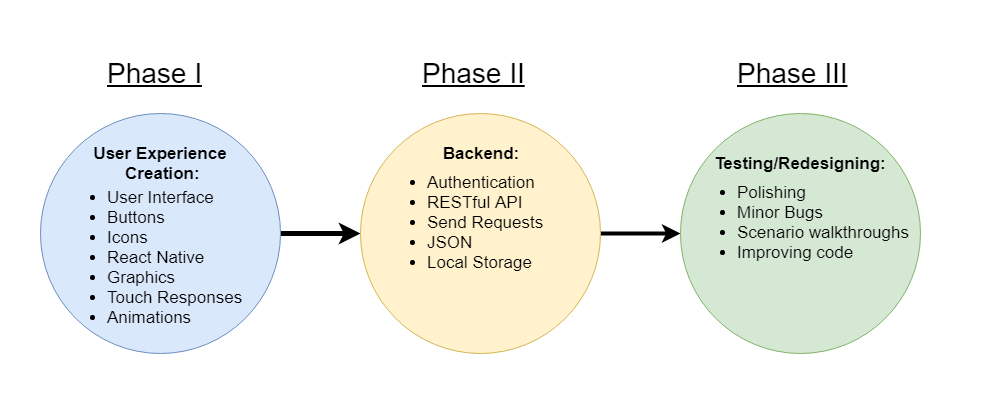 Phase I
Phase II
Phase III
User Experience
Creation:
• User Interface
• Buttons
• Icons
• React Native
• Graphics
• Touch Responses
• Animations
Backend:
• Authentication
• RESTful API
• Send Requests
• JSON
• Local Storage
Testing/Redesigning:
• Polishing
• Minor Bugs
• Scenario walkthroughs
• Improving code